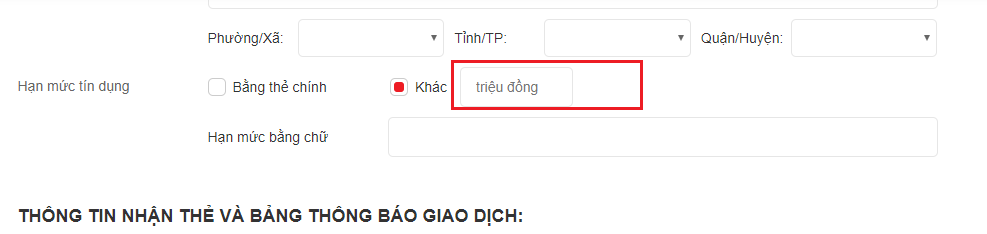 Phường/Xã: Tỉnh/TP: Quận/Huyện:
Hạn mức tín dụng Bằng thẻ chính Khác triệu đồng
Hạn mức bằng chữ
THÔNG TIN NHẬN THẺ VÀ BẢNG THÔNG BÁO GIAO DỊCH: